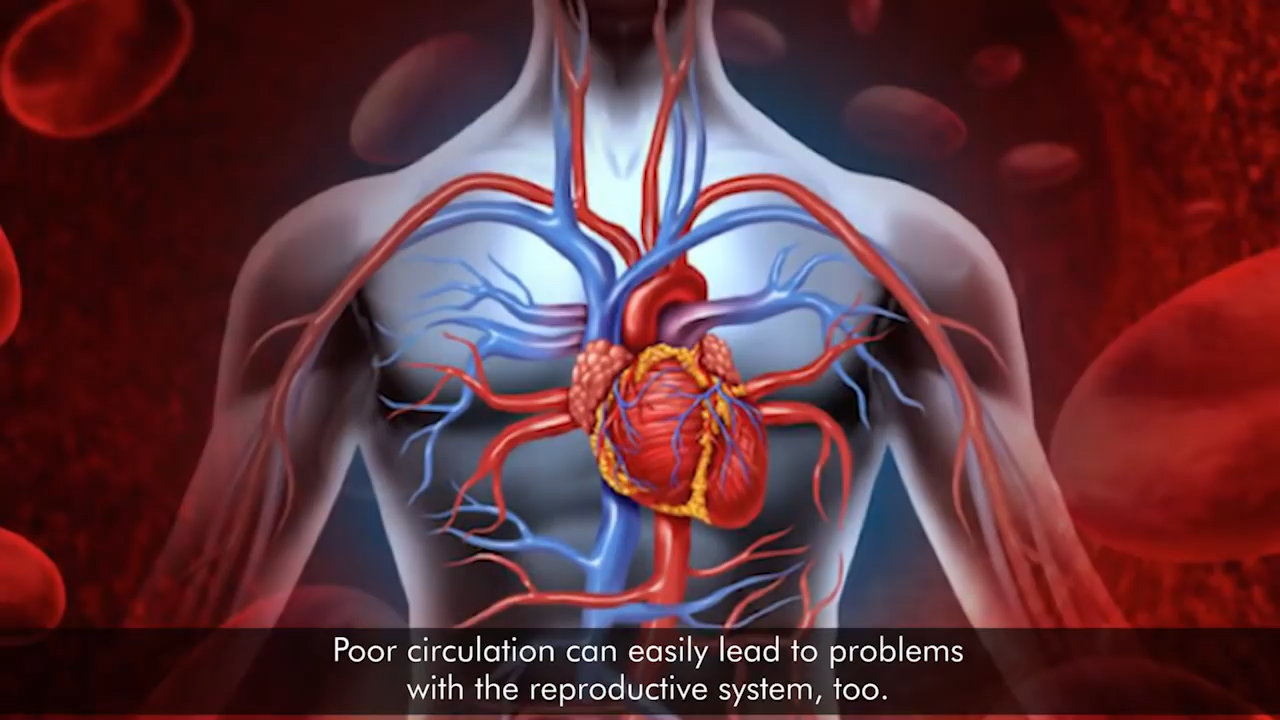 Poor circulation can easily lead to problems
with the reproductive system, too.